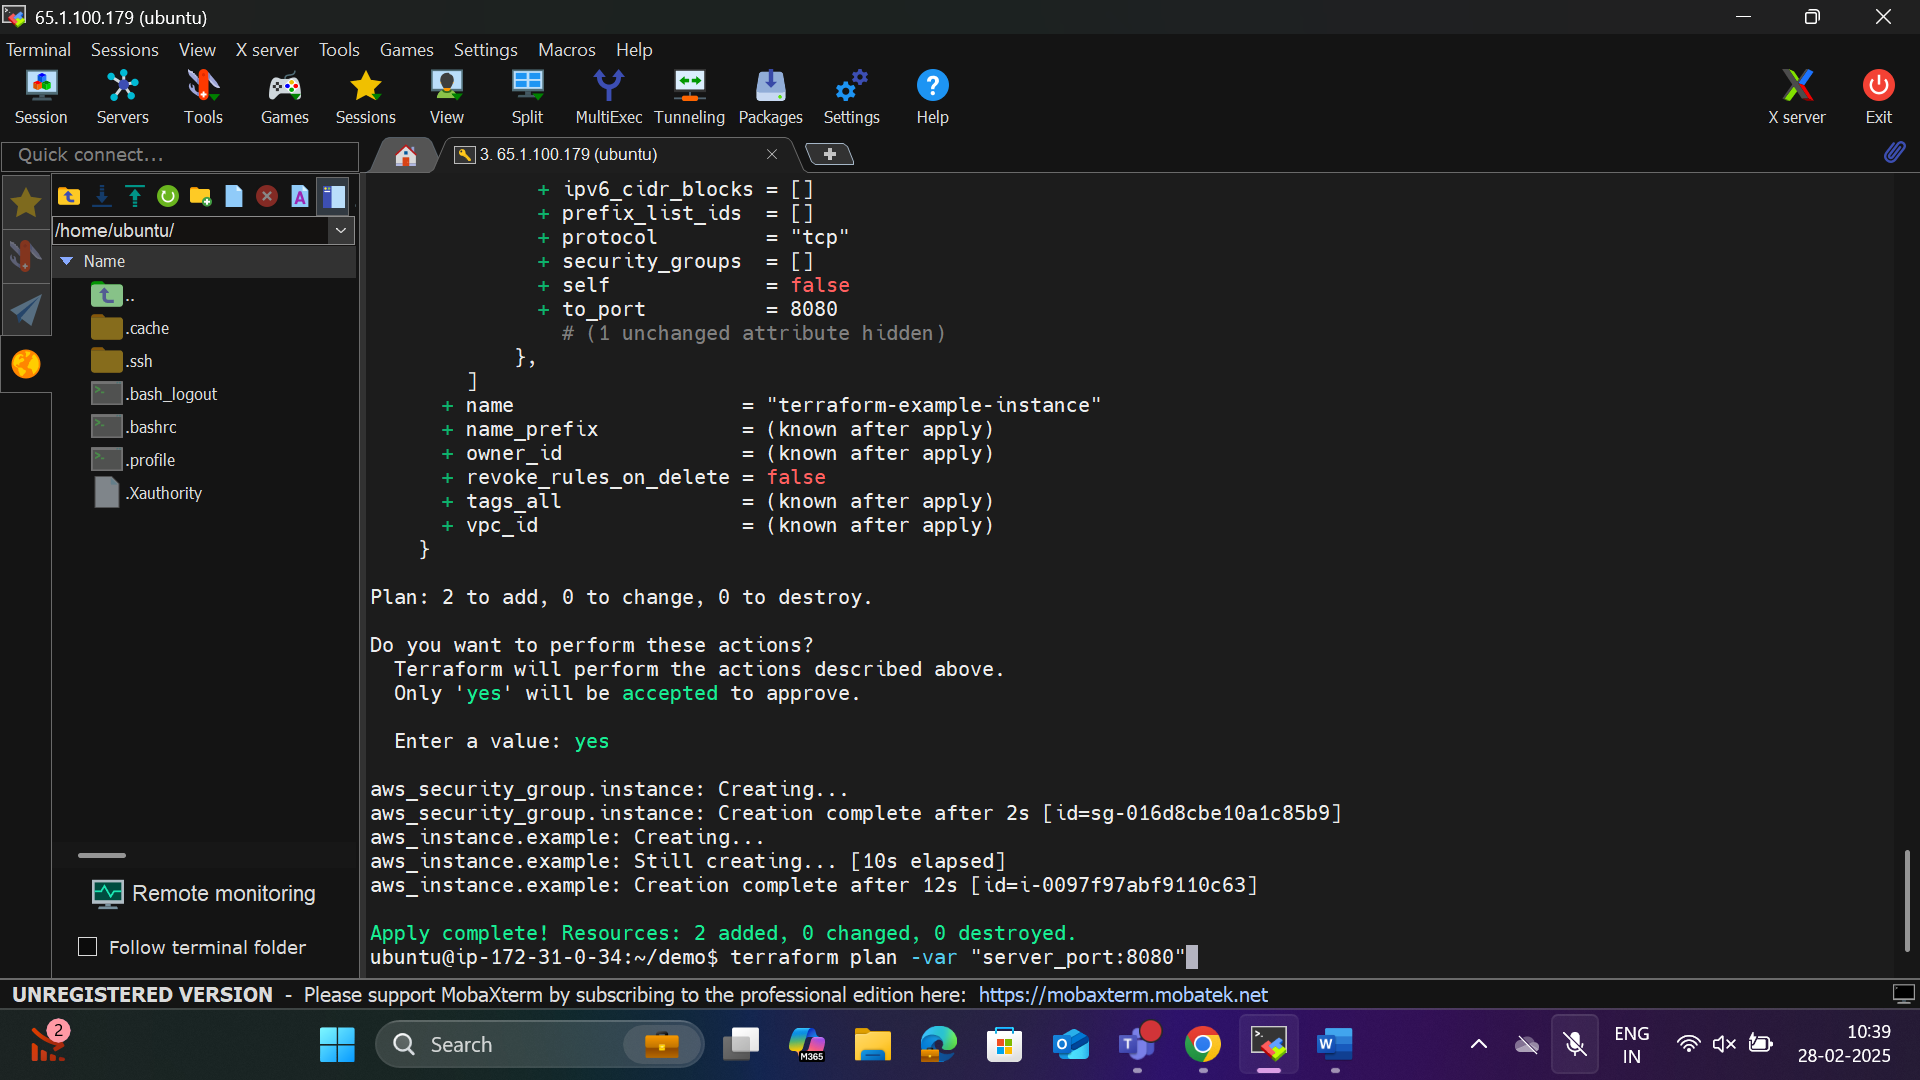 65.1.100.179 (ubuntu)
Terminal Sessions View X server Tools Games Settings Macros Help
Session Servers Tools Games Sessions View Split MultiExec Tunneling Packages Settings Help X server Exit
Quick connect...
3. 65.1.100.179 (ubuntu)
/home/ubuntu/
Name
..
.cache
.ssh
.bash_logout
.bashrc
.profile
.Xauthority
Remote monitoring
Follow terminal folder
+ ipv6_cidr_blocks = []
+ prefix_list_ids = []
+ protocol = "tcp"
+ security_groups = []
+ self = false
+ to_port = 8080
# (1 unchanged attribute hidden)
},
]
+ name = "terraform-example-instance"
+ name_prefix = (known after apply)
+ owner_id = (known after apply)
+ revoke_rules_on_delete = false
+ tags_all = (known after apply)
+ vpc_id = (known after apply)
}
Plan: 2 to add, 0 to change, 0 to destroy.
Do you want to perform these actions?
Terraform will perform the actions described above.
Only 'yes' will be accepted to approve.
Enter a value: yes
aws_security_group.instance: Creating...
aws_security_group.instance: Creation complete after 2s [id=sg-016d8cbe10a1c85b9]
aws_instance.example: Creating...
aws_instance.example: Still creating... [10s elapsed]
aws_instance.example: Creation complete after 12s [id=i-0097f97abf9110c63]
Apply complete! Resources: 2 added, 0 changed, 0 destroyed.
ubuntu@ip-172-31-0-34:~/demo$ terraform plan -var "server_port:8080"
UNREGISTERED VERSION - Please support MobaXterm by subscribing to the professional edition here: https://mobaxterm.mobatek.net
2
Search
M365
ENG
IN
10:39
28-02-2025